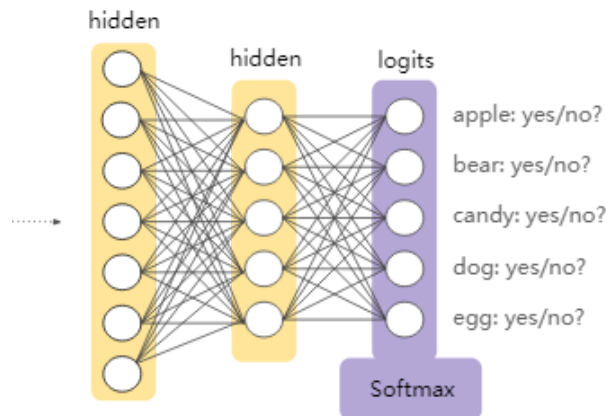 hidden
hidden
logits
apple: yes/no?
bear: yes/no?
candy: yes/no?
dog: yes/no?
egg: yes/no?
Softmax